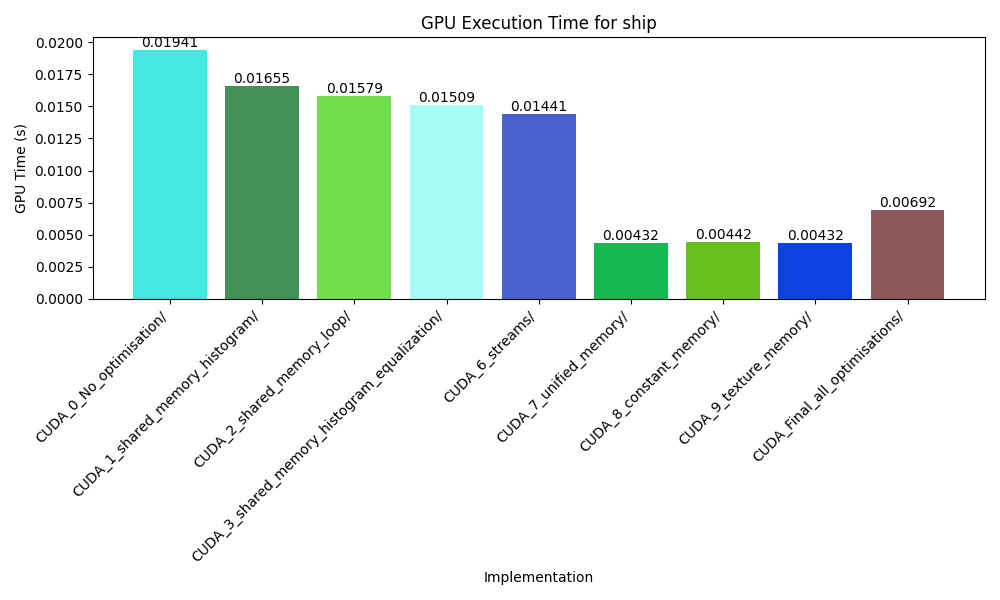 GPU Execution Time for ship
GPU Time (s)
0.0200
0.0175
0.0150
0.0125
0.0100
0.0075
0.0050
0.0025
0.0000
0.01941
0.01655
0.01579
0.01509
0.01441
0.00432
0.00442
0.00432
0.00692
CUDA_0_No_optimisation/
CUDA_1_shared_memory_histogram/
CUDA_2_shared_memory_loop/
CUDA_3_shared_memory_histogram_equalization/
CUDA_6_streams/
CUDA_7_unified_memory/
CUDA_8_constant_memory/
CUDA_9_texture_memory/
CUDA_Final_all_optimisations/
Implementation